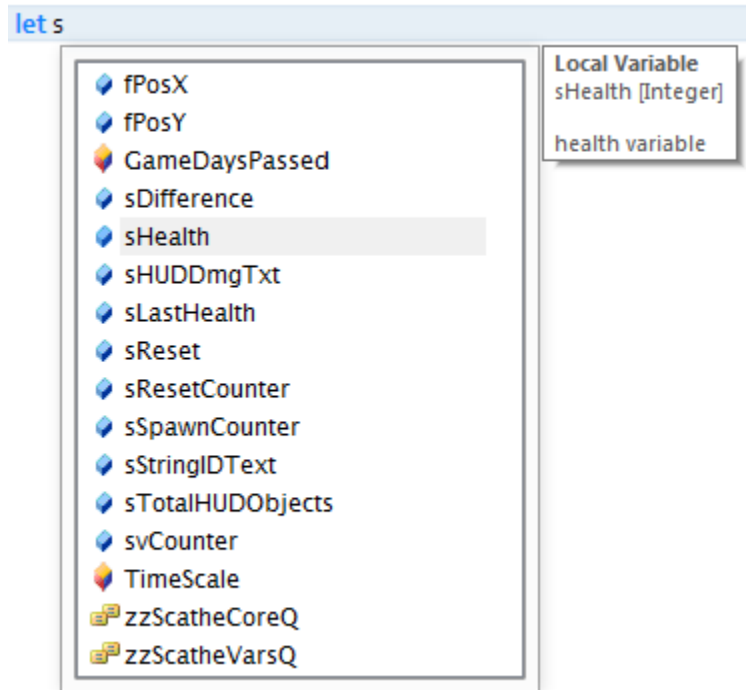 let s
fPosX
fPosY
GameDaysPassed
sDifference
sHealth
sHUDDmgTxt
sLastHealth
sReset
sResetCounter
sSpawnCounter
sStringIDText
sTotalHUDObjects
svCounter
TimeScale
zzScatheCoreQ
zzScatheVarsQ
Local Variable
sHealth [Integer]
health variable